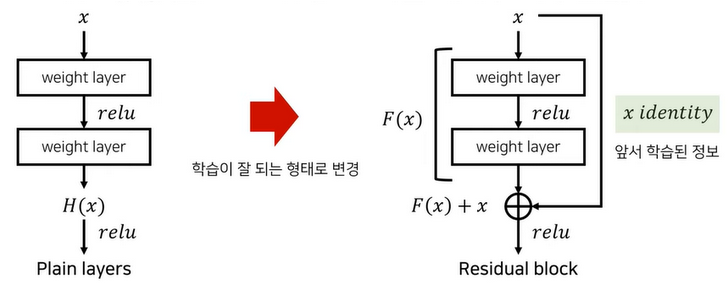 x
weight layer
relu
weight layer
H(x)
relu
Plain layers
학습이 잘 되는 형태로 변경
x
weight layer
relu
F(x)
weight layer
F(x) + x
relu
Residual block
x identity
앞서 학습된 정보